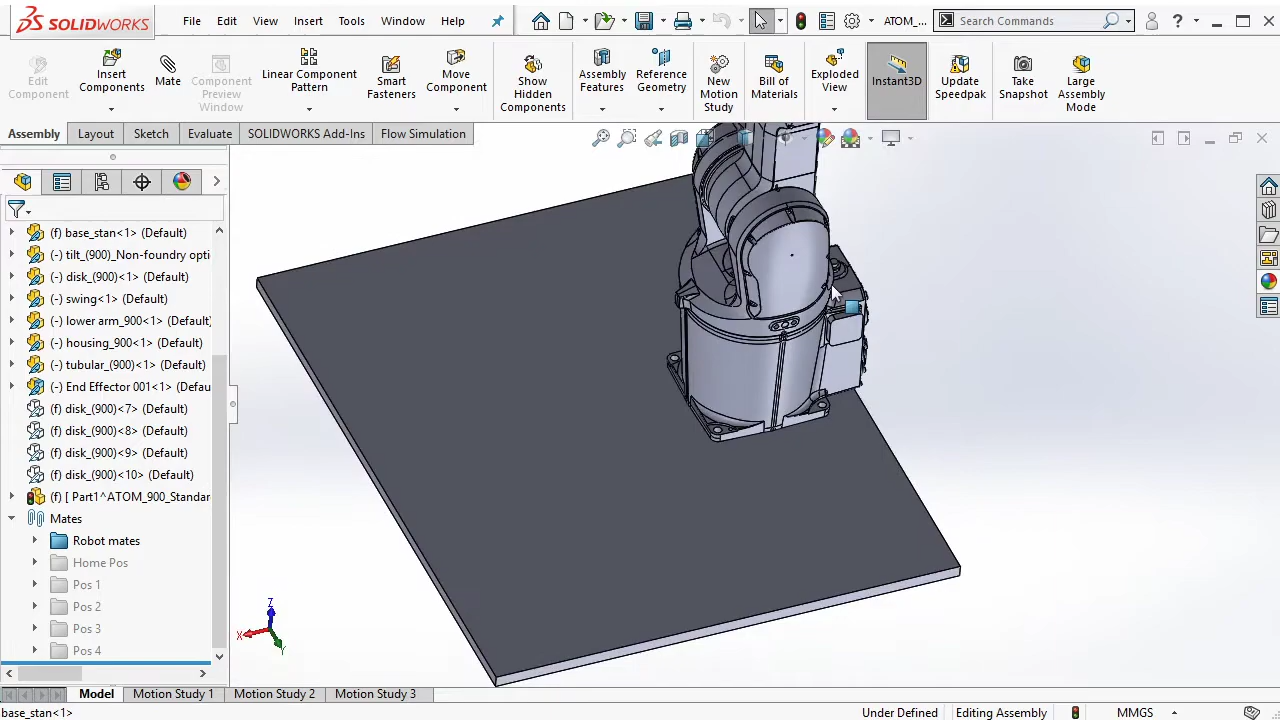 SOLIDWORKS
File Edit View Insert Tools Window Help
ATOM_...
Search Commands
?
Edit Component
Insert Components
Mate
Component Preview Window
Linear Component Pattern
Smart Fasteners
Move Component
Show Hidden Components
Assembly Features
Reference Geometry
New Motion Study
Bill of Materials
Exploded View
Instant3D
Update Speedpak
Take Snapshot
Large Assembly Mode
Assembly Layout Sketch Evaluate SOLIDWORKS Add-Ins Flow Simulation
(f) base_stan<1> (Default)
(-) tilt_(900)_Non-foundry opti
(-) disk_(900)<1> (Default)
(-) swing<1> (Default)
(-) lower arm_900<1> (Default)
(-) housing_900<1> (Default)
(-) tubular_(900)<1> (Default)
(-) End Effector 001<1> (Defau
(f) disk_(900)<7> (Default)
(f) disk_(900)<8> (Default)
(f) disk_(900)<9> (Default)
(f) disk_(900)<10> (Default)
(f) [ Part1^ATOM_900_Standar
Mates
Robot mates
Home Pos
Pos 1
Pos 2
Pos 3
Pos 4
Z
X
Y
Model Motion Study 1 Motion Study 2 Motion Study 3
base_stan<1> Under Defined Editing Assembly MMGS